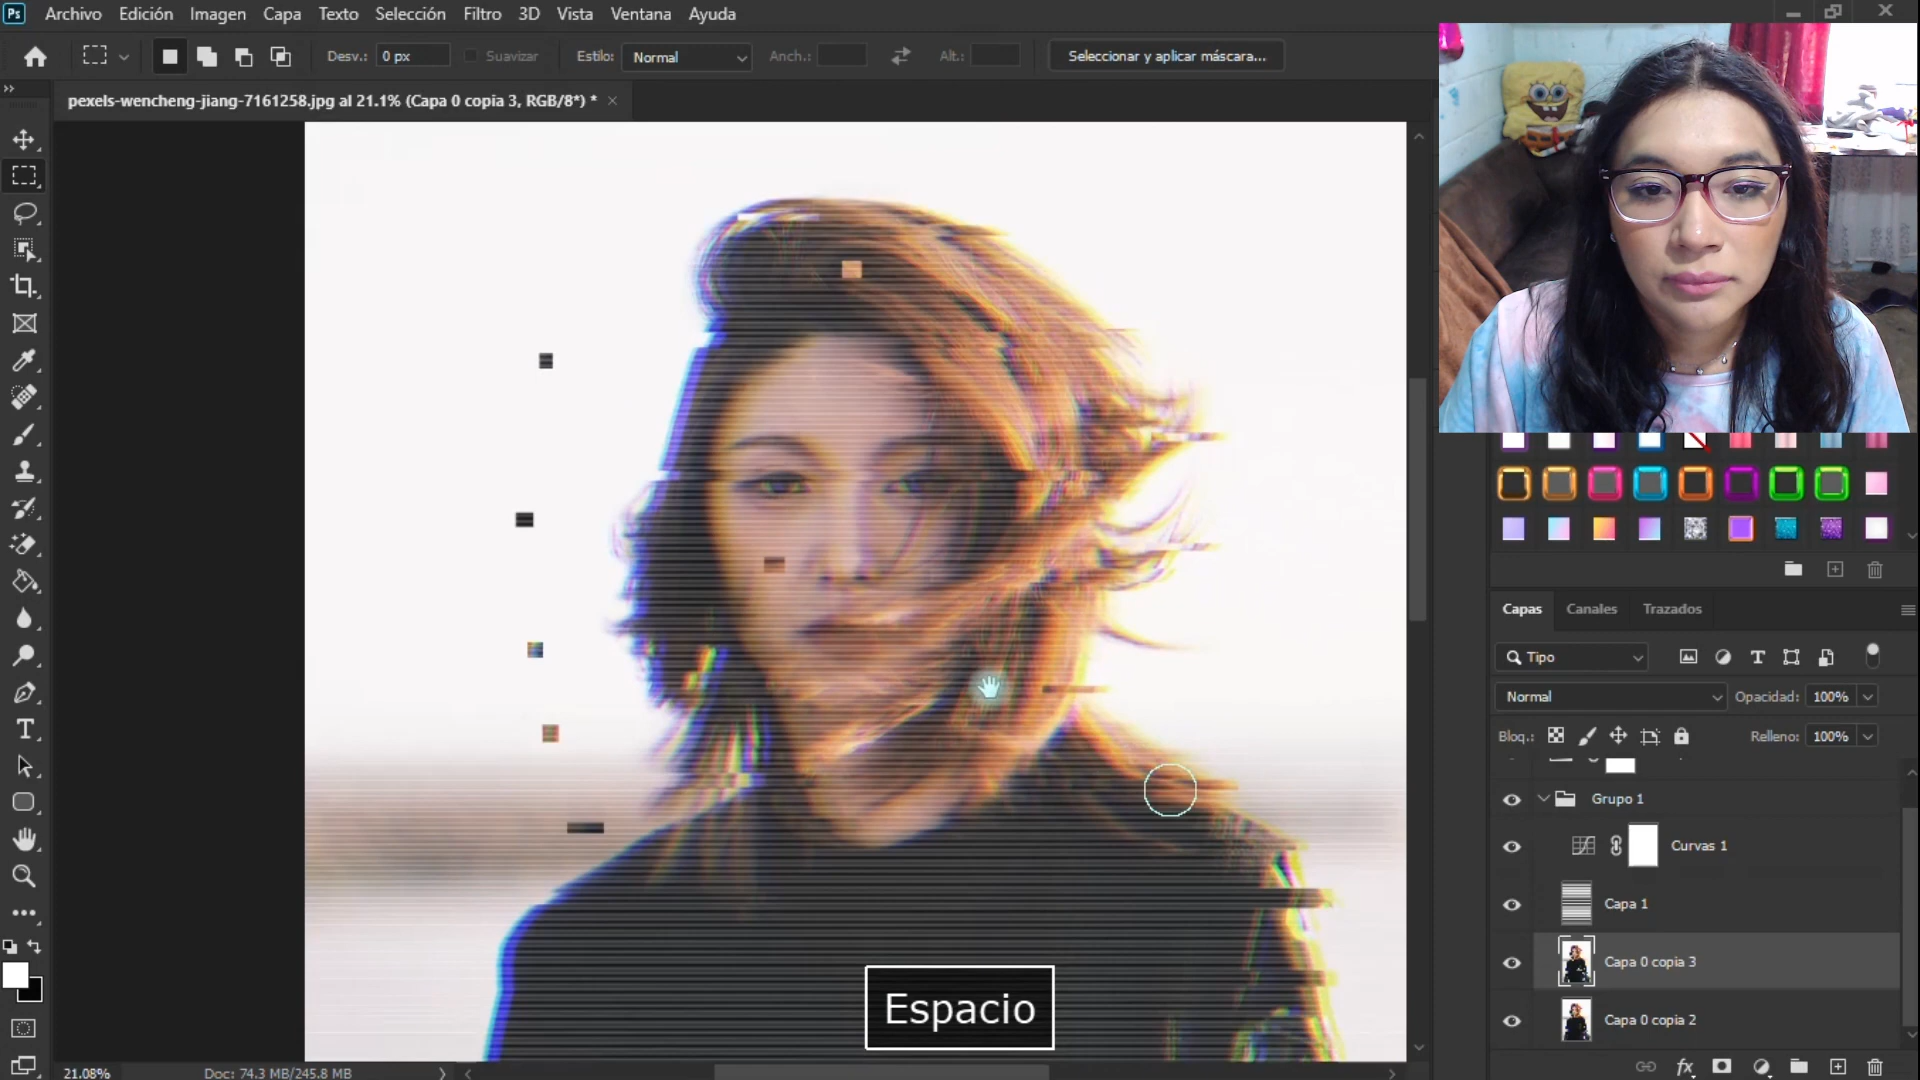 Ps
Archivo Edición Imagen Capa Texto Selección Filtro 3D Vista Ventana Ayuda
Desv.: 0 px Suavizar Estilo: Normal Anch.: Alt.: Seleccionar y aplicar máscara...
pexels-wencheng-jiang-7161258.jpg al 21.1% (Capa 0 copia 3, RGB/8*) *
Capas Canales Trazados
Tipo
Normal Opacidad: 100%
Bloq.: Relleno: 100%
Grupo 1
Curvas 1
Capa 1
Capa 0 copia 3
Capa 0 copia 2
Espacio
21.08% Doc: 74.3 MB/245.8 MB